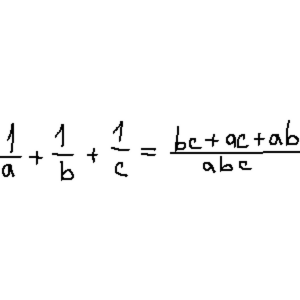 1/a + 1/b + 1/c = (bc + ac + ab)/abc